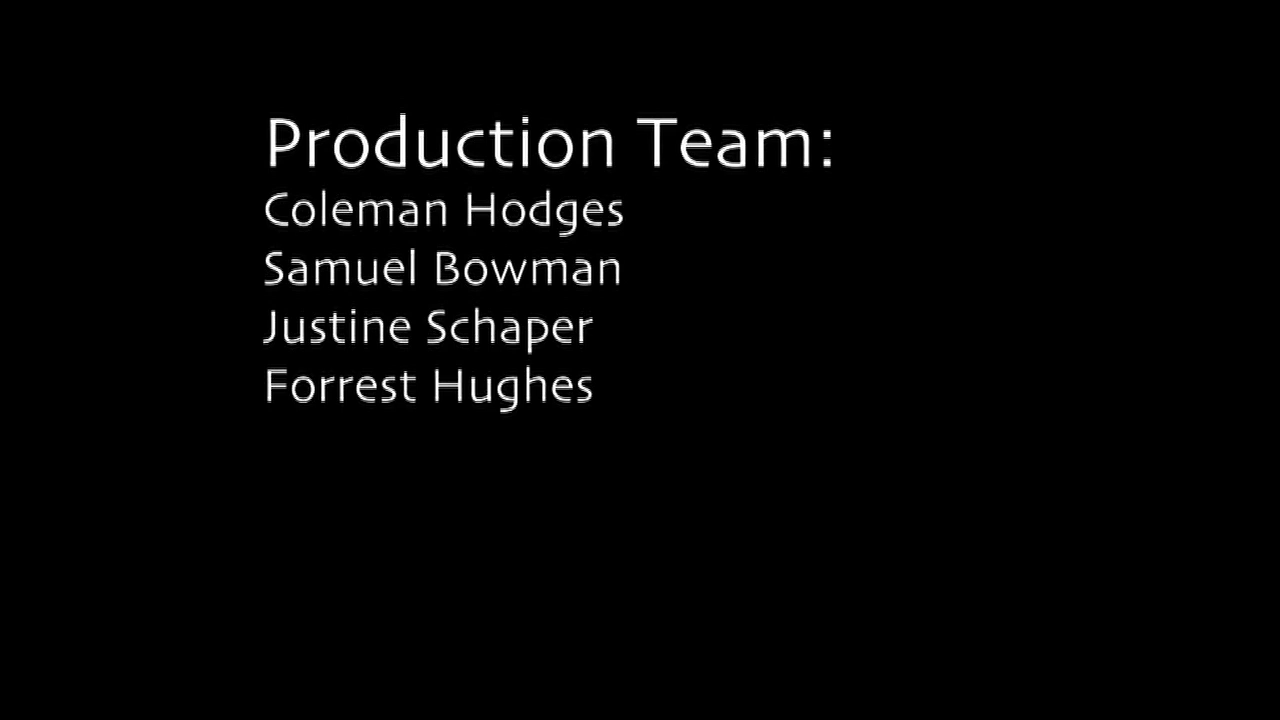 Production Team:
Coleman Hodges
Samuel Bowman
Justine Schaper
Forrest Hughes